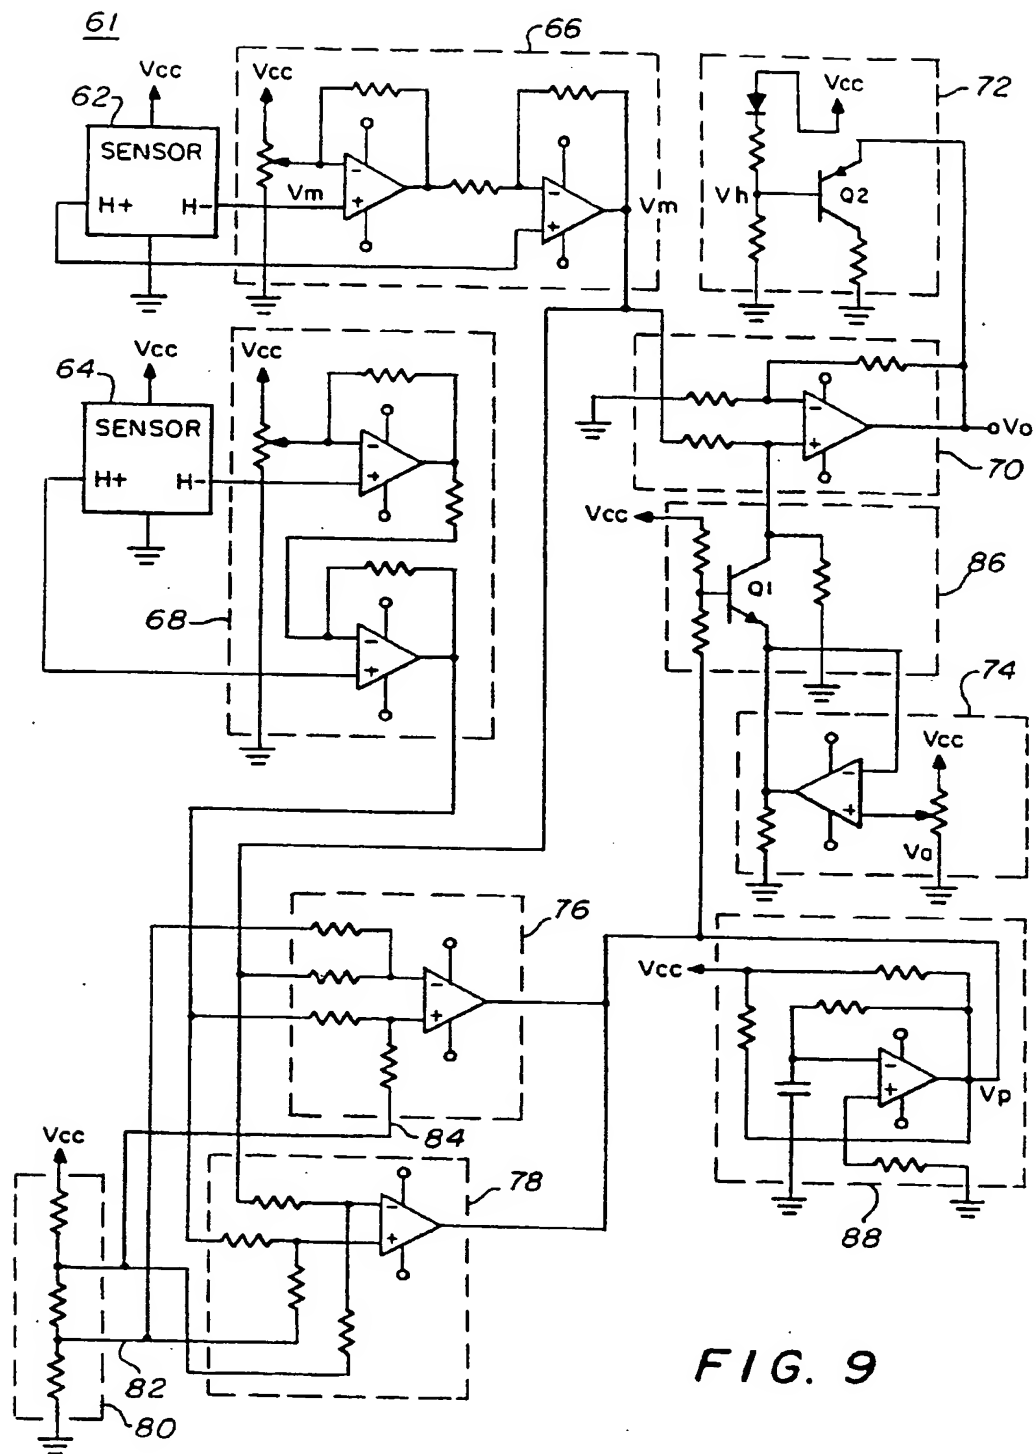 61
66
Vcc
Vcc
Vcc
72
62
SENSOR
H+
H-
Vm
Vm
Vh
Q2
Vcc
Vcc
64
SENSOR
H+
H-
Vo
70
Vcc
Q1
86
68
74
Vcc
Va
76
Vcc
Vp
84
Vcc
78
88
82
80
FIG. 9